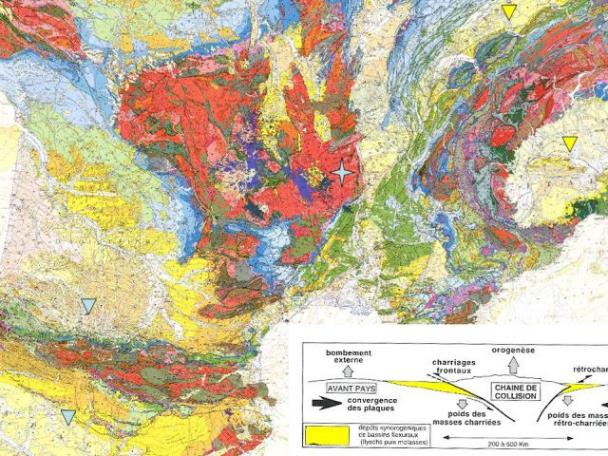 bombement
externe
charriages
frontaux
orogenèse
rétrochar
AVANT PAYS
CHAINE DE
COLLISION
convergence
des plaques
poids des
masses charriées
poids des mass
rétro-charriées
dépôts synorogéniques
de bassins flexuraux
(flyschs puis molasses)
200 à 600 Km